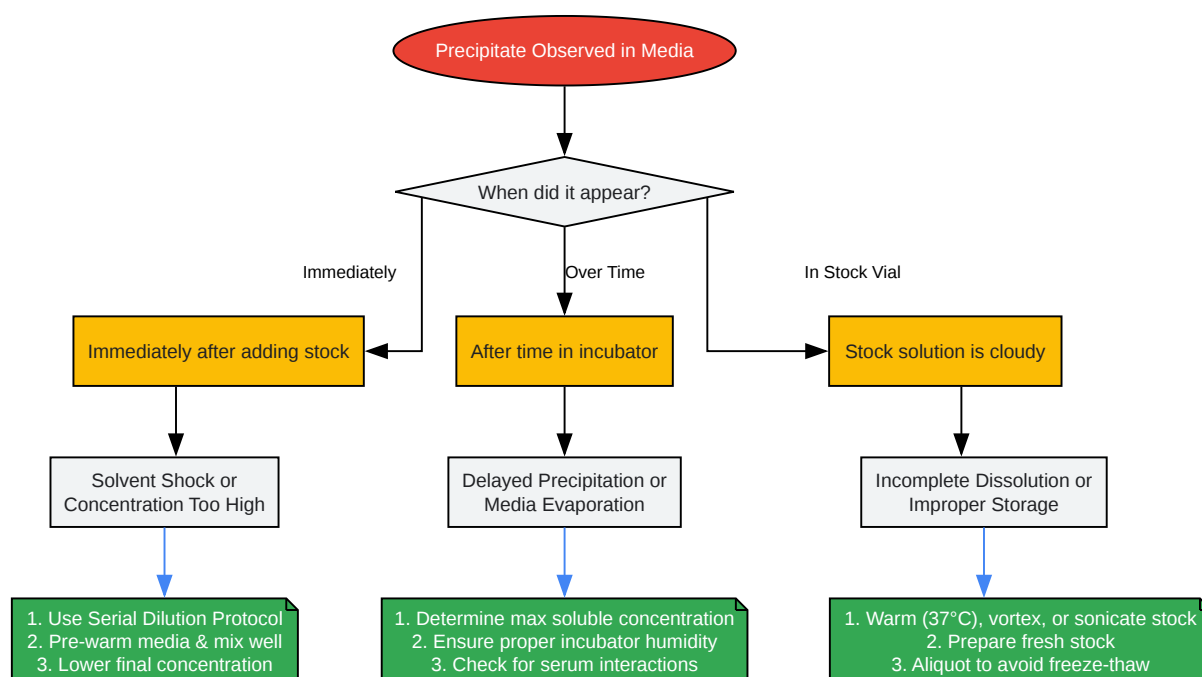 Precipitate Observed in Media
When did it appear?
Immediately
Over Time
In Stock Vial
Immediately after adding stock
After time in incubator
Stock solution is cloudy
Solvent Shock or
Concentration Too High
Delayed Precipitation or
Media Evaporation
Incomplete Dissolution or
Improper Storage
1. Use Serial Dilution Protocol
2. Pre-warm media & mix well
3. Lower final concentration
1. Determine max soluble concentration
2. Ensure proper incubator humidity
3. Check for serum interactions
1. Warm (37°C), vortex, or sonicate stock
2. Prepare fresh stock
3. Aliquot to avoid freeze-thaw